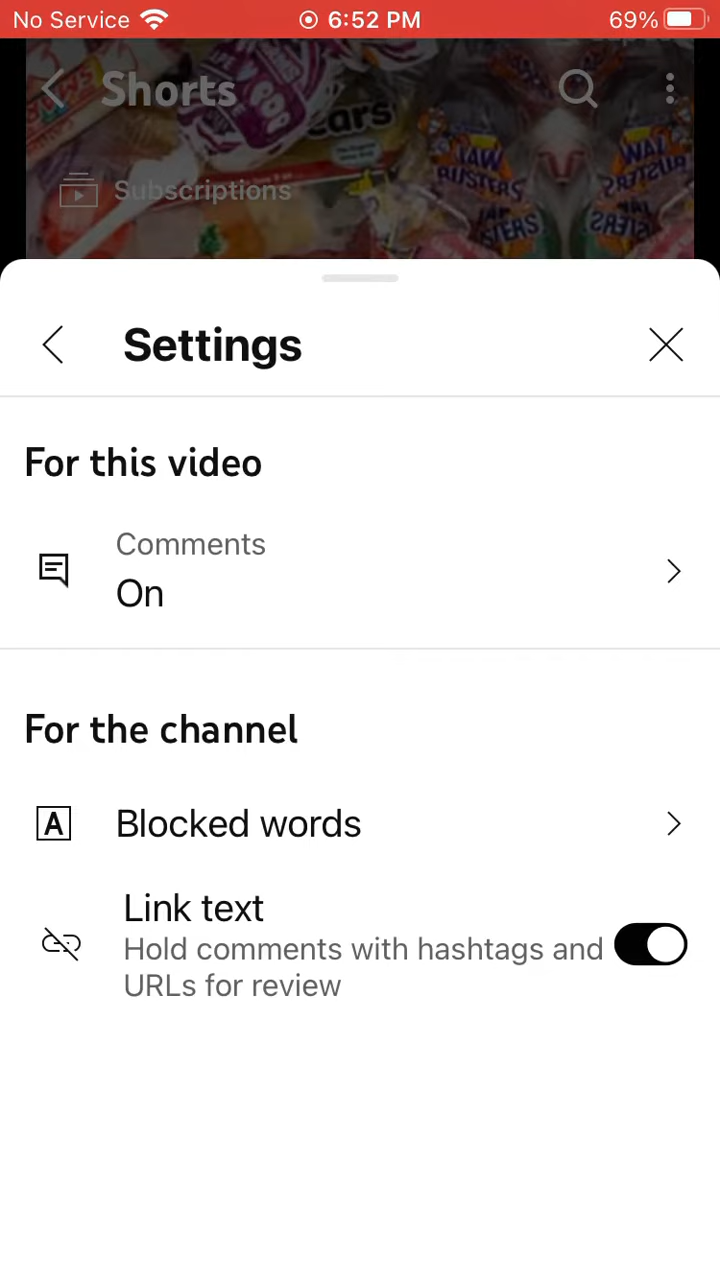 No Service 6:52 PM 69%
Shorts
Subscriptions
Settings
For this video
Comments
On
For the channel
A Blocked words
Link text
Hold comments with hashtags and
URLs for review